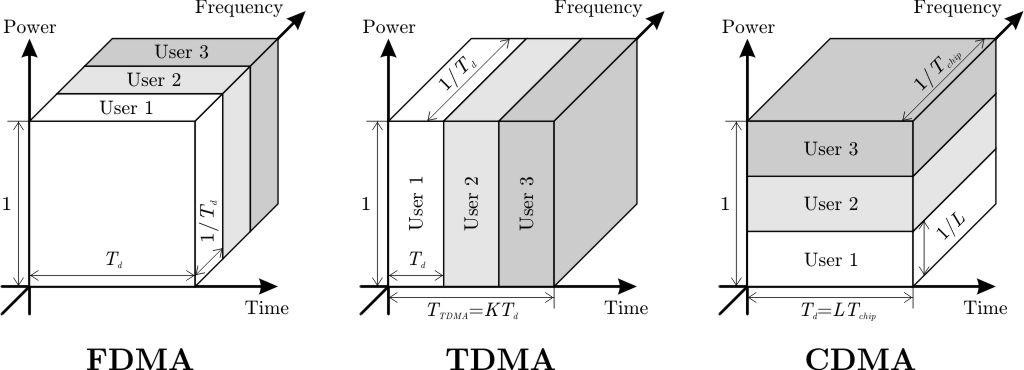 Power
Frequency
User 3
User 2
User 1
1
1/T_d
T_d
Time
FDMA
Power
Frequency
1/T_d
User 1
User 2
User 3
1
T_d
T_TDMA=KT_d
Time
TDMA
Power
Frequency
1/T_chip
User 3
User 2
User 1
1
1/L
T_d=LT_chip
Time
CDMA